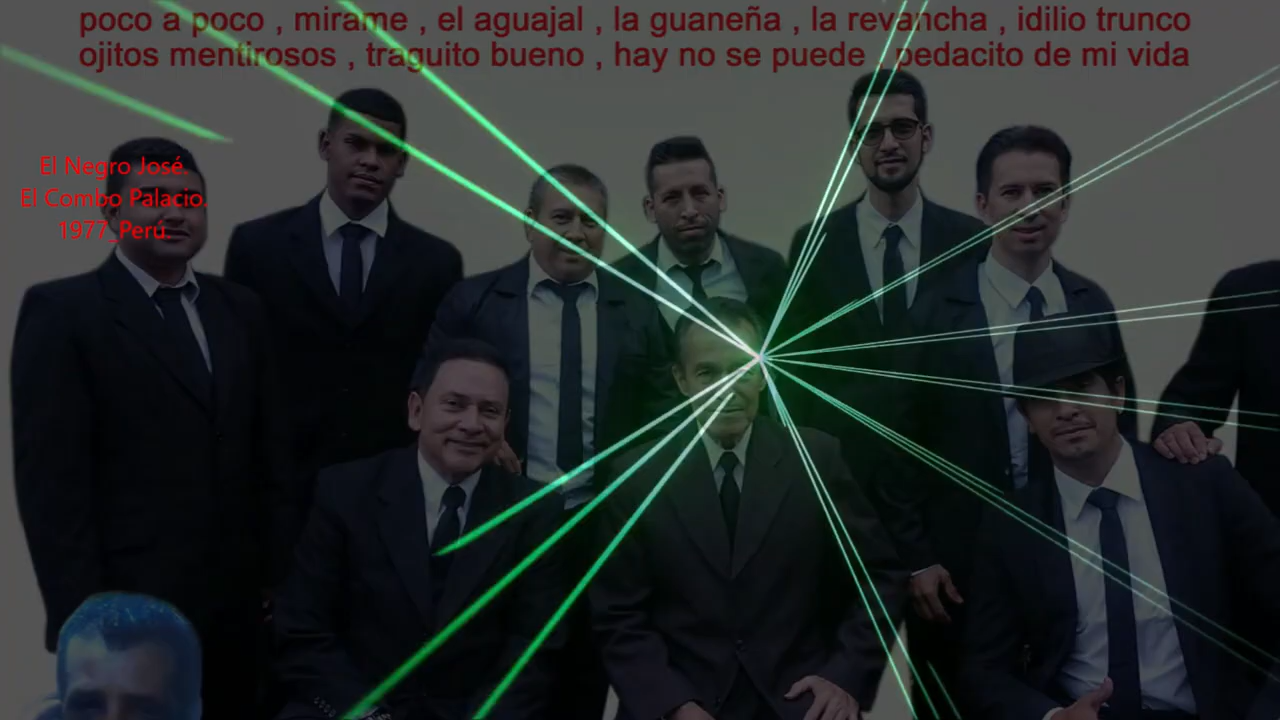 poco a poco , mirame , el aguajal , la guaneña , la revancha , idilio trunco
ojitos mentirosos , traguito bueno , hay no se puede , pedacito de mi vida
El Negro José.
El Combo Palacio.
1977_Perú.